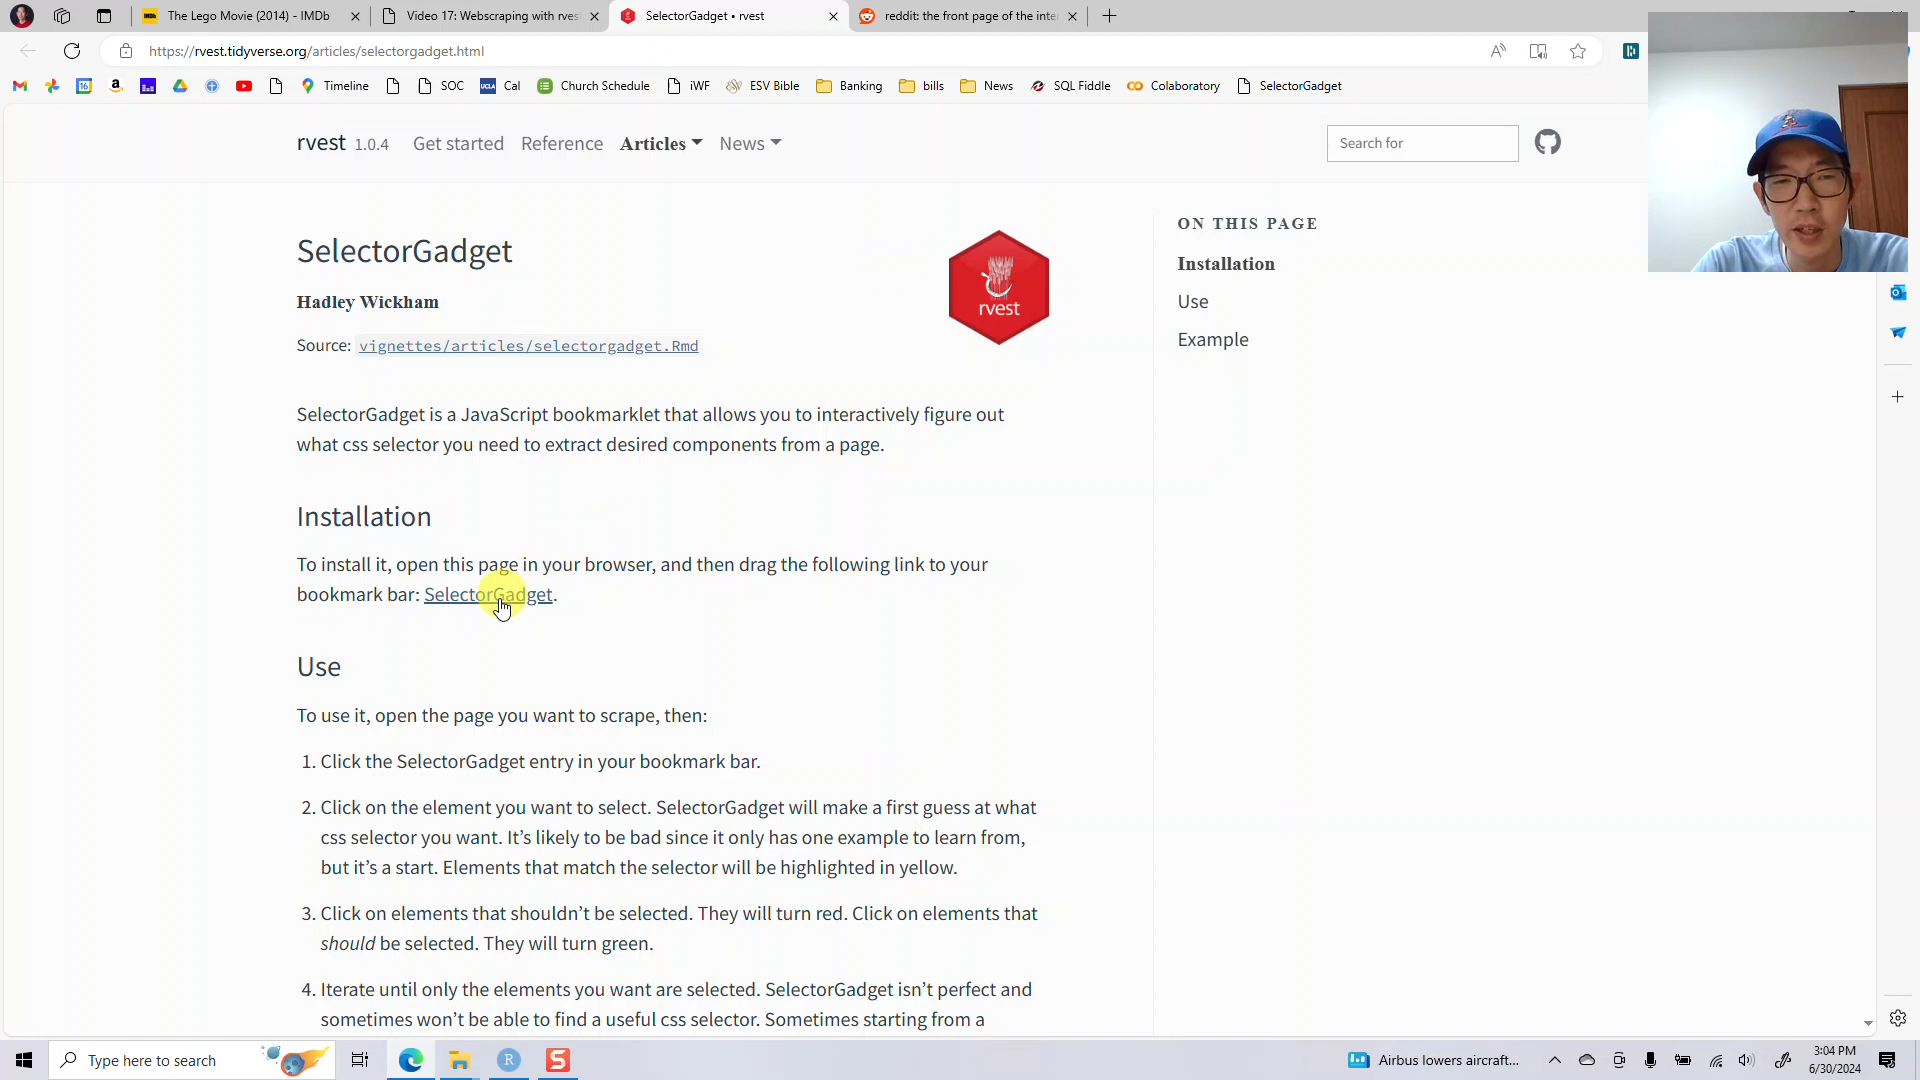 The Lego Movie (2014) - IMDb
Video 17: Webscraping with rves
SelectorGadget • rvest
reddit: the front page of the inte
https://rvest.tidyverse.org/articles/selectorgadget.html
Timeline
SOC
UCLA
Cal
Church Schedule
iWF
ESV Bible
Banking
bills
News
SQL Fiddle
Colaboratory
SelectorGadget
rvest 1.0.4 Get started Reference Articles News
Search for
SelectorGadget
Hadley Wickham
Source: vignettes/articles/selectorgadget.Rmd
rvest
SelectorGadget is a JavaScript bookmarklet that allows you to interactively figure out
what css selector you need to extract desired components from a page.
Installation
To install it, open this page in your browser, and then drag the following link to your
bookmark bar: SelectorGadget.
Use
To use it, open the page you want to scrape, then:
1. Click the SelectorGadget entry in your bookmark bar.
2. Click on the element you want to select. SelectorGadget will make a first guess at what
css selector you want. It’s likely to be bad since it only has one example to learn from,
but it’s a start. Elements that match the selector will be highlighted in yellow.
3. Click on elements that shouldn’t be selected. They will turn red. Click on elements that
should be selected. They will turn green.
4. Iterate until only the elements you want are selected. SelectorGadget isn’t perfect and
sometimes won’t be able to find a useful css selector. Sometimes starting from a
ON THIS PAGE
Installation
Use
Example
Type here to search
Airbus lowers aircraft...
3:04 PM
6/30/2024